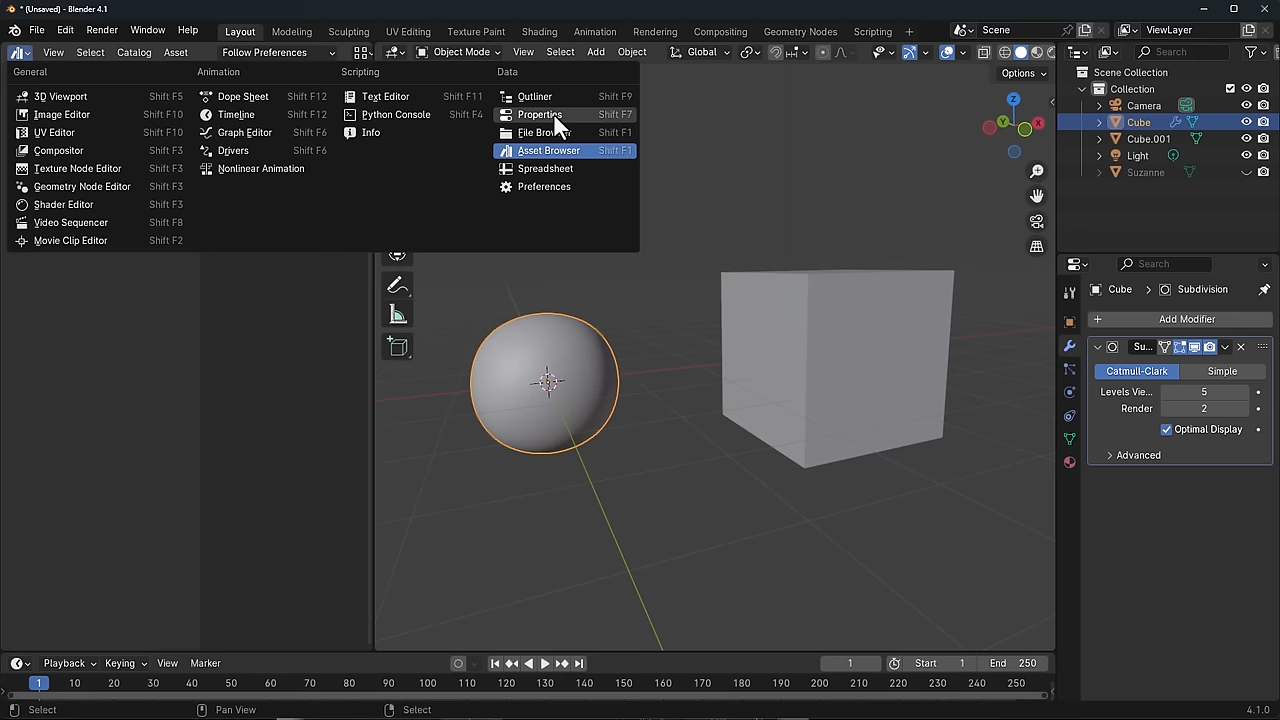 * (Unsaved) - Blender 4.1
File Edit Render Window Help Layout Modeling Sculpting UV Editing Texture Paint Shading Animation Rendering Compositing Geometry Nodes Scripting + Scene ViewLayer
View Select Catalog Asset Follow Preferences Object Mode View Select Add Object Global Search
General Animation Scripting Data Options Scene Collection
Collection
3D Viewport Shift F5 Dope Sheet Shift F12 Text Editor Shift F11 Outliner Shift F9 Camera
Image Editor Shift F10 Timeline Shift F12 Python Console Shift F4 Properties Shift F7 Cube
UV Editor Shift F10 Graph Editor Shift F6 Info File Shift F1 Cube.001
Compositor Shift F3 Drivers Shift F6 Asset Browser Shift F1 Light
Texture Node Editor Shift F3 Nonlinear Animation Spreadsheet Suzanne
Geometry Node Editor Shift F3 Preferences
Shader Editor Shift F3
Video Sequencer Shift F8
Movie Clip Editor Shift F2
X Y Z
Search
Cube > Subdivision
+ Add Modifier
Su...
Catmull-Clark Simple
Levels Vie... 5
Render 2
Optimal Display
Advanced
Playback Keying View Marker 1 Start 1 End 250
1 10 20 30 40 50 60 70 80 90 100 110 120 130 140 150 160 170 180 190 200 210 220 230 240 250
Select Pan View Select 4.1.0